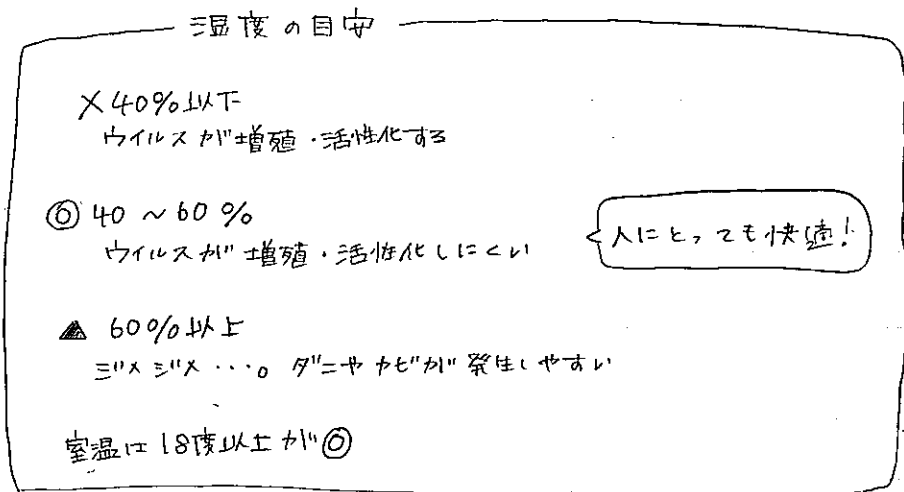 湿度の目安
×40%以下
ウイルスが増殖・活性化する
◎40~60%
ウイルスが増殖・活性化しにくい
人にとっても快適!
▲ 60%以上
ジメジメ・・・。ダニやカビが発生しやすい
室温は18度以上が◎